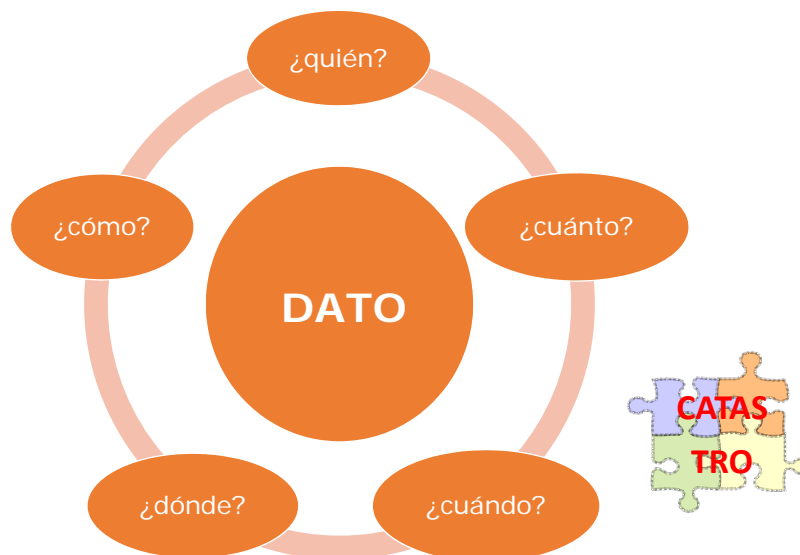 ¿quién?
¿cómo?
¿cuánto?
DATO
¿dónde?
¿cuándo?
CATAS
TRO